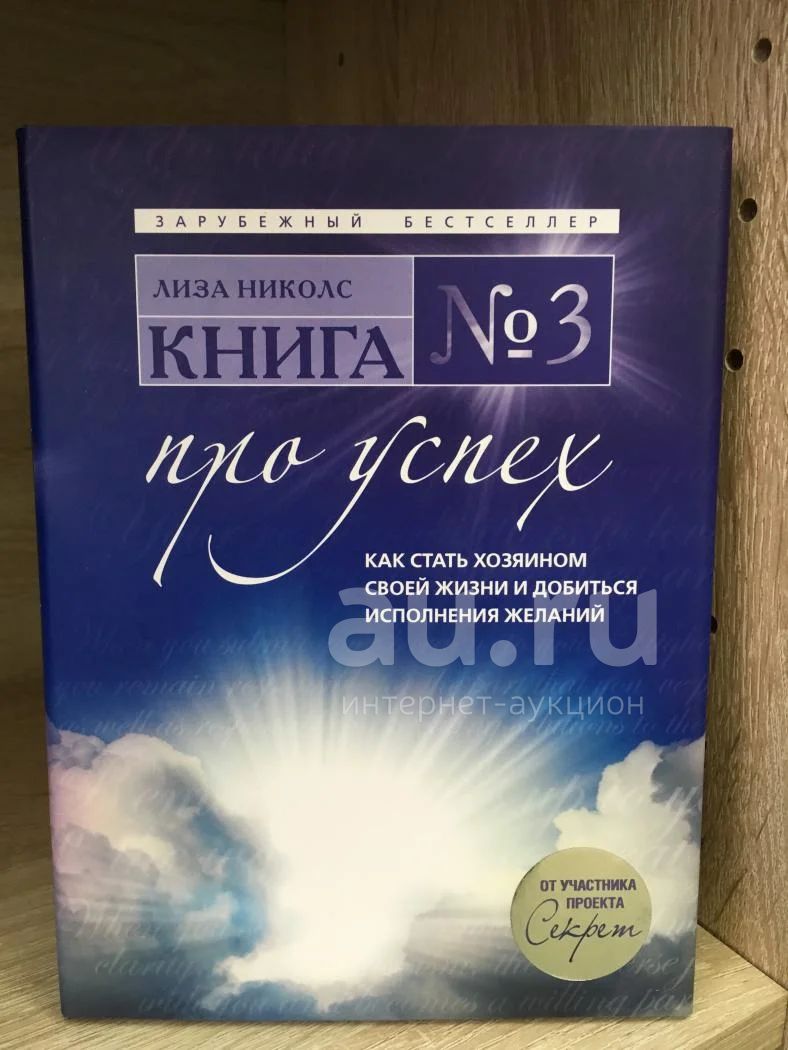 ЗАРУБЕЖНЫЙ БЕСТСЕЛЛЕР
ЛИЗА НИКОЛС
КНИГА
№3
про успех
КАК СТАТЬ ХОЗЯИНОМ
СВОЕЙ ЖИЗНИ И ДОБИТЬСЯ
ИСПОЛНЕНИЯ ЖЕЛАНИЙ
au.ru
интернет-аукцион
ОТ УЧАСТНИКА
ПРОЕКТА
Секрет